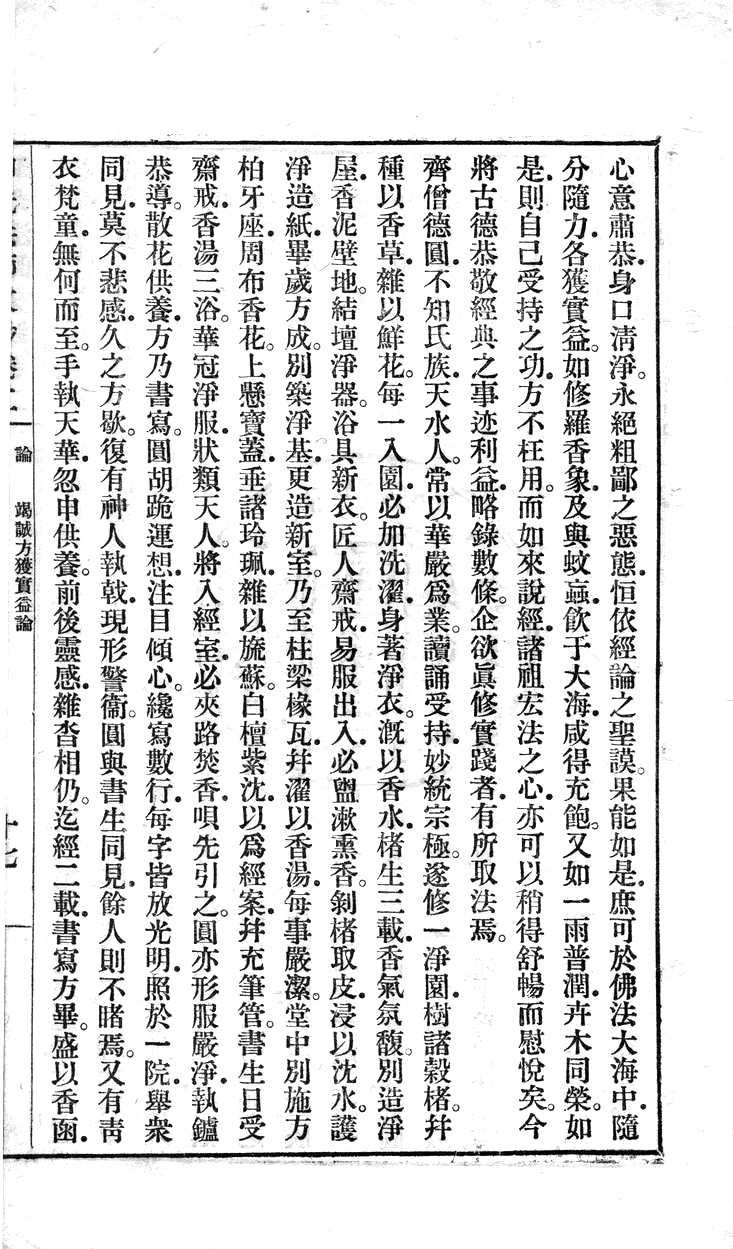 心意肅恭.身口清淨。永絕粗鄙之惡態.恒依經論之聖謨。果能如是.庶可於佛法大海中.隨
分隨力.各獲實益。如修羅香象.及與蚊蝱.飲于大海.咸得充飽。又如一雨普潤.卉木同榮。如
是.則自己受持之功.方不枉用。而如來說經.諸祖宏法之心.亦可以稍得舒暢而慰悅矣。今
將古德恭敬經典之事迹利益.略錄數條。企欲眞修實踐者.有所取法焉。
齊僧德圓.不知氏族.天水人。常以華嚴爲業。讀誦受持.妙統宗極。遂修一淨園.樹諸穀楮。幷
種以香草.雜以鮮花。每一入園.必加洗濯.身著淨衣。溉以香水.楮生三載.香氣氛馥。別造淨
屋.香泥壁地。結壇淨器.浴具新衣。匠人齋戒.易服出入.必盥漱熏香。剝楮取皮.浸以沈水。護
淨造紙.畢歲方成。別築淨基.更造新室。乃至柱梁椽瓦.幷濯以香湯.每事嚴潔。堂中別施方
柏牙座.周布香花。上懸寶蓋.垂諸玲珮.雜以旒蘇。白檀紫沈.以爲經案.幷充筆管。書生日受
齋戒.香湯三浴。華冠淨服.狀類天人。將入經室.必夾路焚香.唄先引之。圓亦形服嚴淨.執鑪
恭導。散花供養.方乃書寫。圓胡跪運想.注目傾心。纔寫數行.每字皆放光明.照於一院.舉衆
同見.莫不悲感.久之方歇。復有神人執戟.現形警衞。圓與書生同見.餘人則不睹焉。又有靑
衣梵童.無何而至。手執天華.忽申供養。前後靈感.雜沓相仍。迄經二載.書寫方畢。盛以香函.
論　竭誠方獲實益論
十七